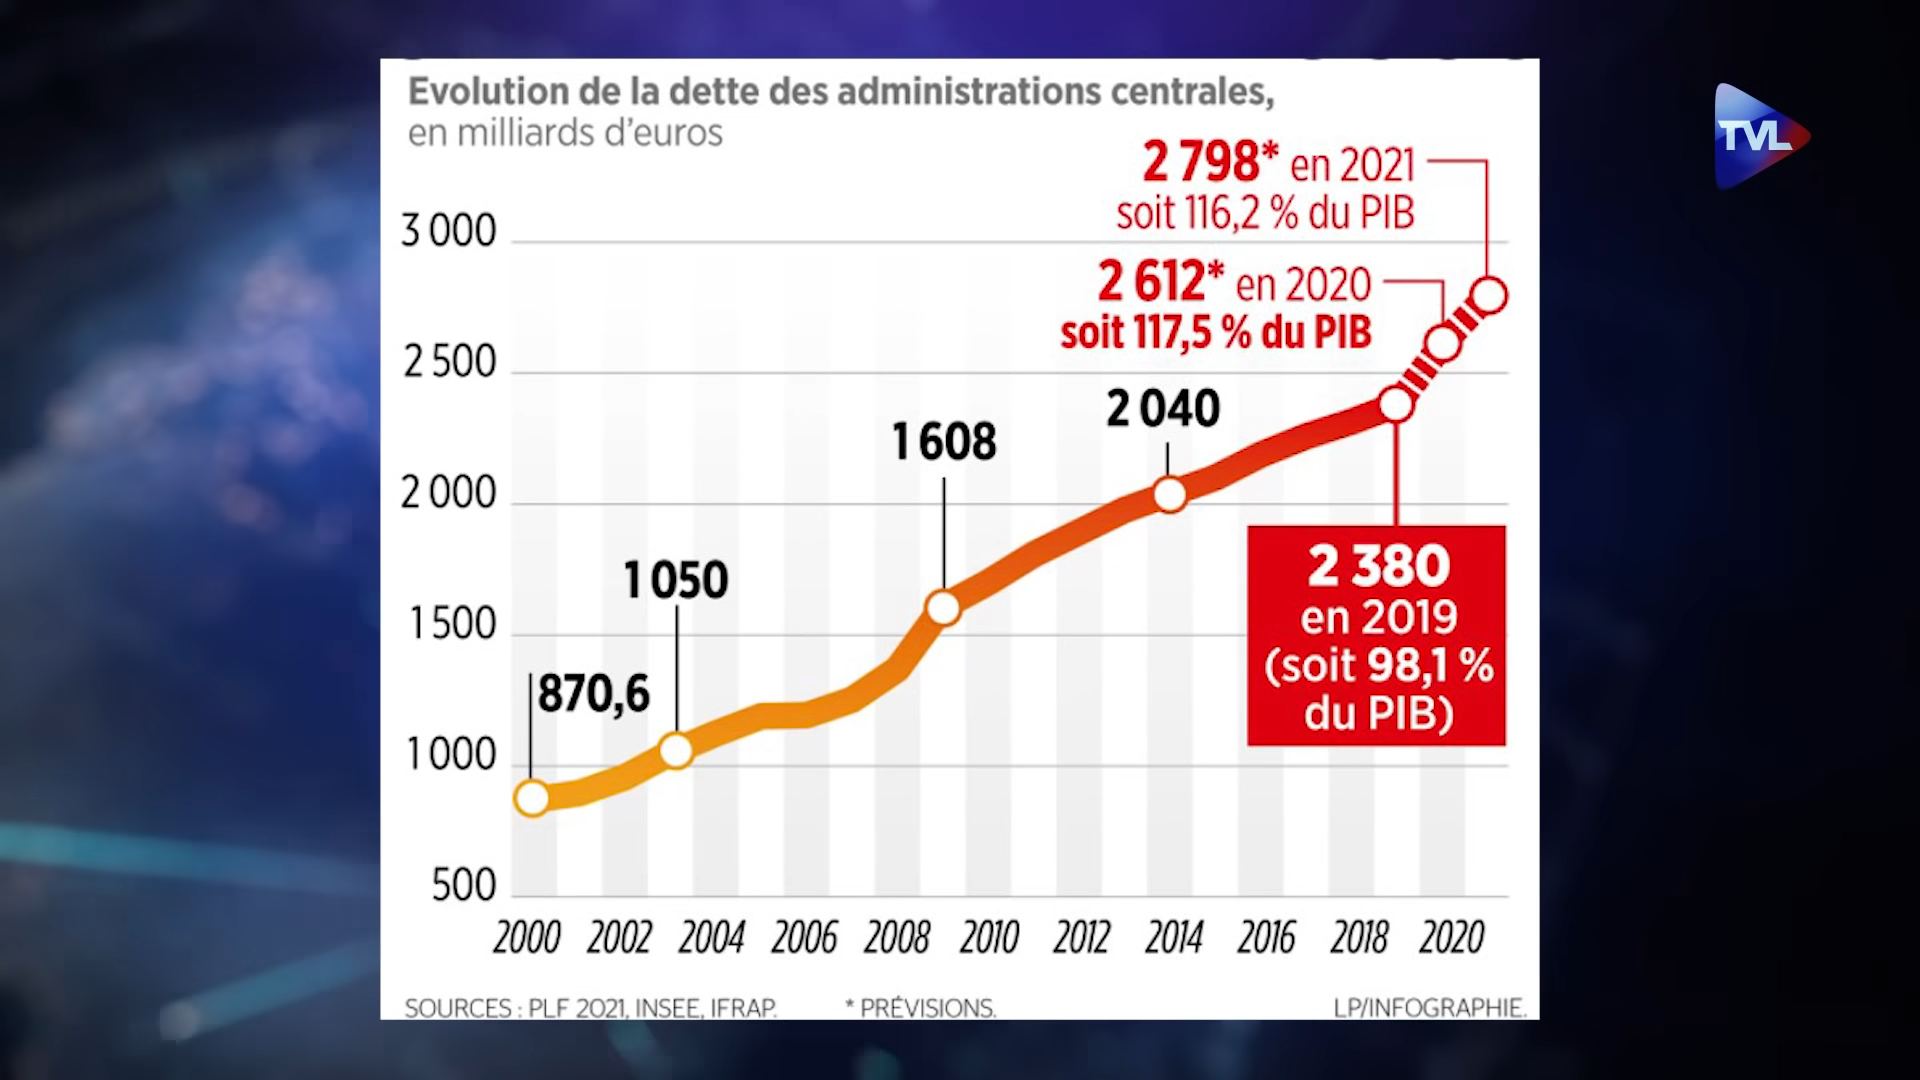 Evolution de la dette des administrations centrales,
en milliards d'euros
TVL
2 798* en 2021
soit 116,2 % du PIB
3 000
2 612* en 2020
soit 117,5 % du PIB
2 500
2 040
1 608
2 000
2 380
en 2019
(soit 98,1 %
du PIB)
1 050
1 500
870,6
1 000
500
2000 2002 2004 2006 2008 2010 2012 2014 2016 2018 2020
SOURCES : PLF 2021, INSEE, IFRAP. * PRÉVISIONS. LP/INFOGRAPHIE.